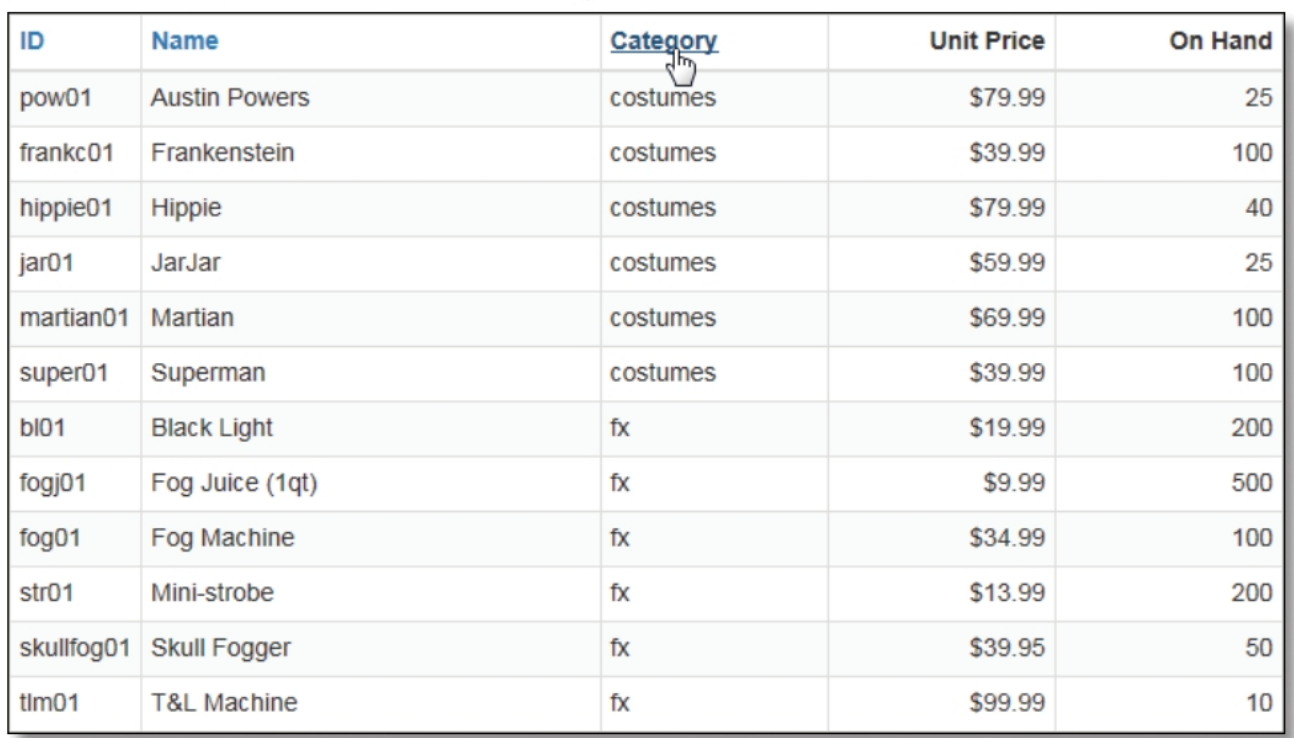 ID Name Category Unit Price On Hand
pow01 Austin Powers costumes $79.99 25
frankc01 Frankenstein costumes $39.99 100
hippie01 Hippie costumes $79.99 40
jar01 JarJar costumes $59.99 25
martian01 Martian costumes $69.99 100
super01 Superman costumes $39.99 100
bl01 Black Light fx $19.99 200
fogj01 Fog Juice (1qt) fx $9.99 500
fog01 Fog Machine fx $34.99 100
str01 Mini-strobe fx $13.99 200
skullfog01 Skull Fogger fx $39.95 50
tlm01 T&L Machine fx $99.99 10